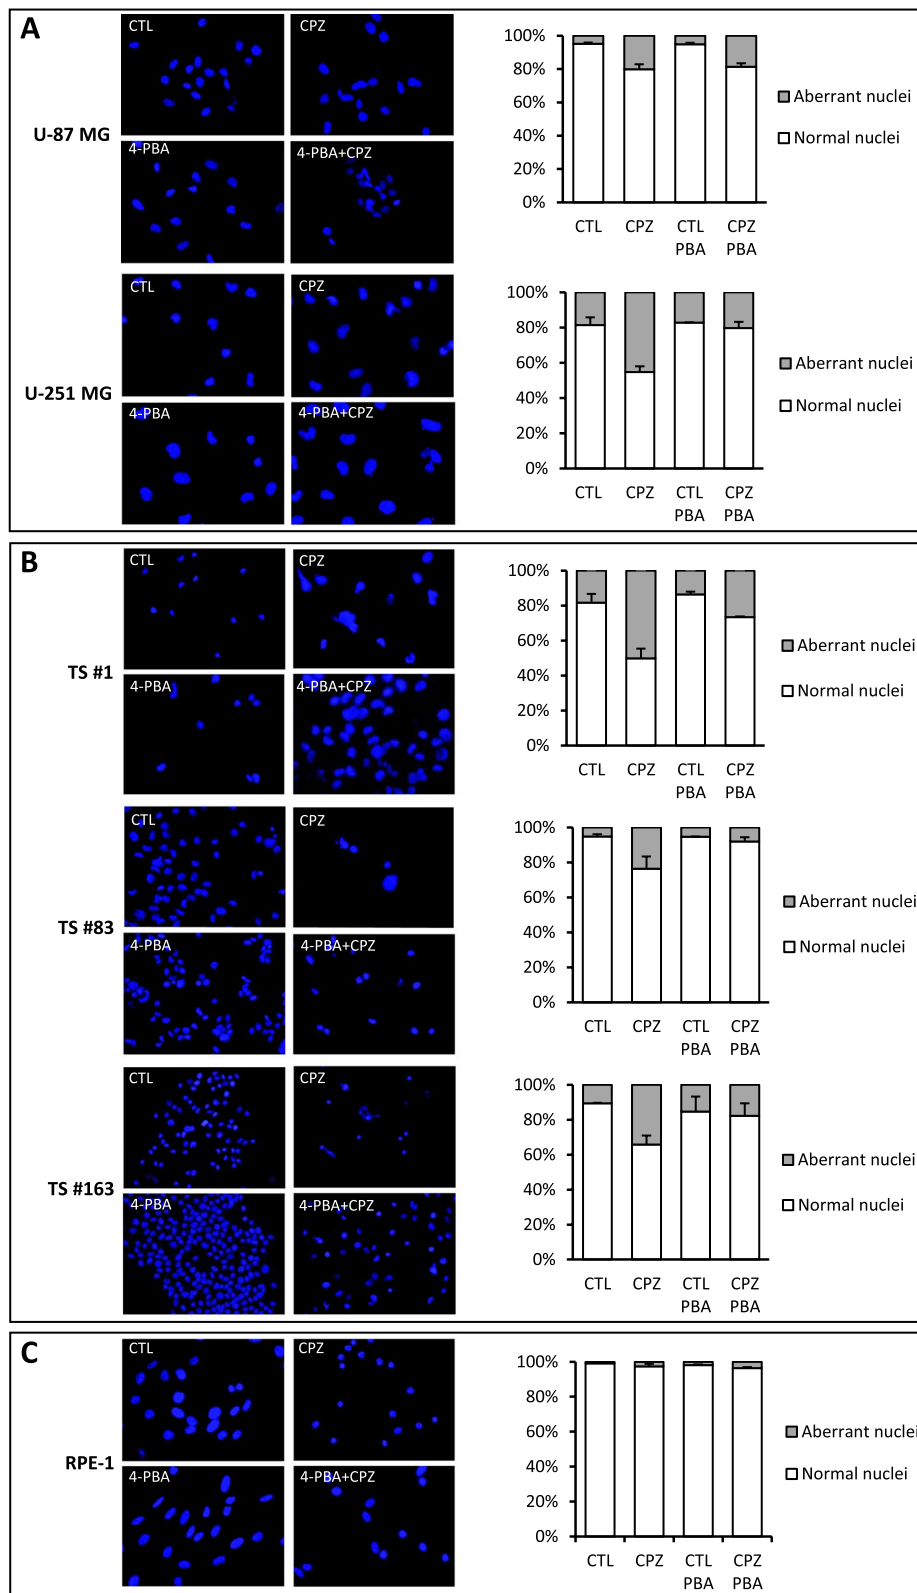 A
U-87 MG
CTL
CPZ
4-PBA
4-PBA+CPZ
100%
80%
60%
40%
20%
0%
CTL
CPZ
CTL
PBA
CPZ
PBA
Aberrant nuclei
Normal nuclei
U-251 MG
CTL
CPZ
4-PBA
4-PBA+CPZ
100%
80%
60%
40%
20%
0%
CTL
CPZ
CTL
PBA
CPZ
PBA
Aberrant nuclei
Normal nuclei
B
TS #1
CTL
CPZ
4-PBA
4-PBA+CPZ
100%
80%
60%
40%
20%
0%
CTL
CPZ
CTL
PBA
CPZ
PBA
Aberrant nuclei
Normal nuclei
TS #83
CTL
CPZ
4-PBA
4-PBA+CPZ
100%
80%
60%
40%
20%
0%
CTL
CPZ
CTL
PBA
CPZ
PBA
Aberrant nuclei
Normal nuclei
TS #163
CTL
CPZ
4-PBA
4-PBA+CPZ
100%
80%
60%
40%
20%
0%
CTL
CPZ
CTL
PBA
CPZ
PBA
Aberrant nuclei
Normal nuclei
C
RPE-1
CTL
CPZ
4-PBA
4-PBA+CPZ
100%
80%
60%
40%
20%
0%
CTL
CPZ
CTL
PBA
CPZ
PBA
Aberrant nuclei
Normal nuclei